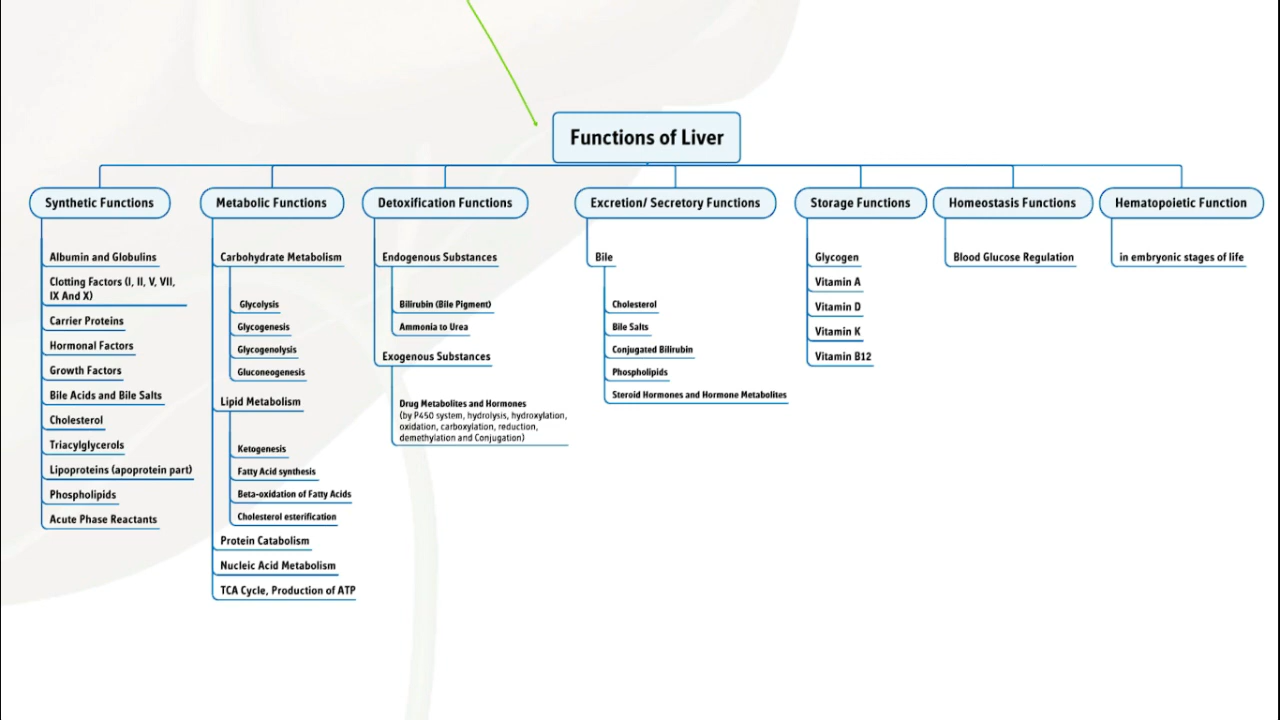 Functions of Liver
Synthetic Functions
Albumin and Globulins
Clotting Factors (I, II, V, VII,
IX And X)
Carrier Proteins
Hormonal Factors
Growth Factors
Bile Acids and Bile Salts
Cholesterol
Triacylglycerols
Lipoproteins (apoprotein part)
Phospholipids
Acute Phase Reactants
Metabolic Functions
Carbohydrate Metabolism
Glycolysis
Glycogenesis
Glycogenolysis
Gluconeogenesis
Lipid Metabolism
Ketogenesis
Fatty Acid synthesis
Beta-oxidation of Fatty Acids
Cholesterol esterification
Protein Catabolism
Nucleic Acid Metabolism
TCA Cycle, Production of ATP
Detoxification Functions
Endogenous Substances
Bilirubin (Bile Pigment)
Ammonia to Urea
Exogenous Substances
Drug Metabolites and Hormones
(by P450 system, hydrolysis, hydroxylation,
oxidation, carboxylation, reduction,
demethylation and Conjugation)
Excretion/ Secretory Functions
Bile
Cholesterol
Bile Salts
Conjugated Bilirubin
Phospholipids
Steroid Hormones and Hormone Metabolites
Storage Functions
Glycogen
Vitamin A
Vitamin D
Vitamin K
Vitamin B12
Homeostasis Functions
Blood Glucose Regulation
Hematopoietic Function
in embryonic stages of life